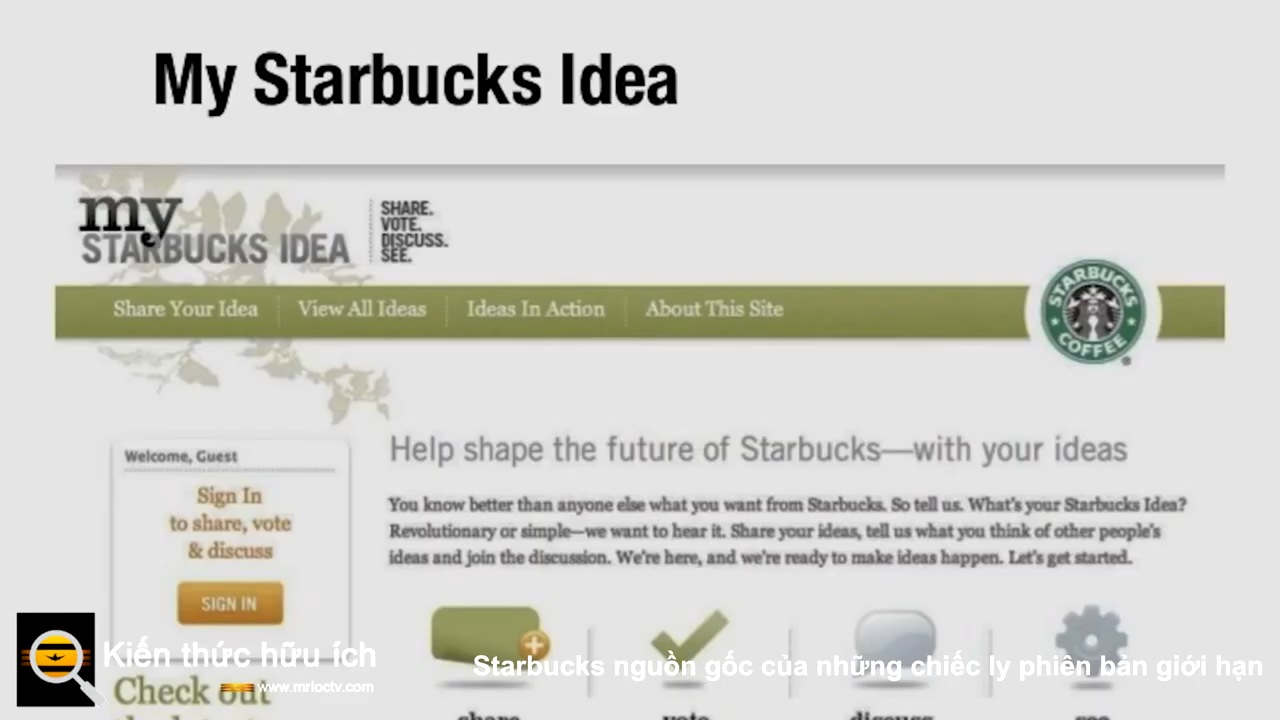 My Starbucks Idea
my
STARBUCKS IDEA
SHARE.
VOTE.
DISCUSS.
SEE.
Share Your Idea
View All Ideas
Ideas In Action
About This Site
STARBUCKS
COFFEE
Welcome, Guest
Sign In
to share, vote
& discuss
SIGN IN
Help shape the future of Starbucks—with your ideas
You know better than anyone else what you want from Starbucks. So tell us. What's your Starbucks Idea?
Revolutionary or simple—we want to hear it. Share your ideas, tell us what you think of other people's
ideas and join the discussion. We're here, and we're ready to make ideas happen. Let's get started.
Kiến thức hữu ích
www.mrloctv.com
Starbucks nguồn gốc của những chiếc ly phiên bản giới hạn
Check out
share
vote
discuss
see